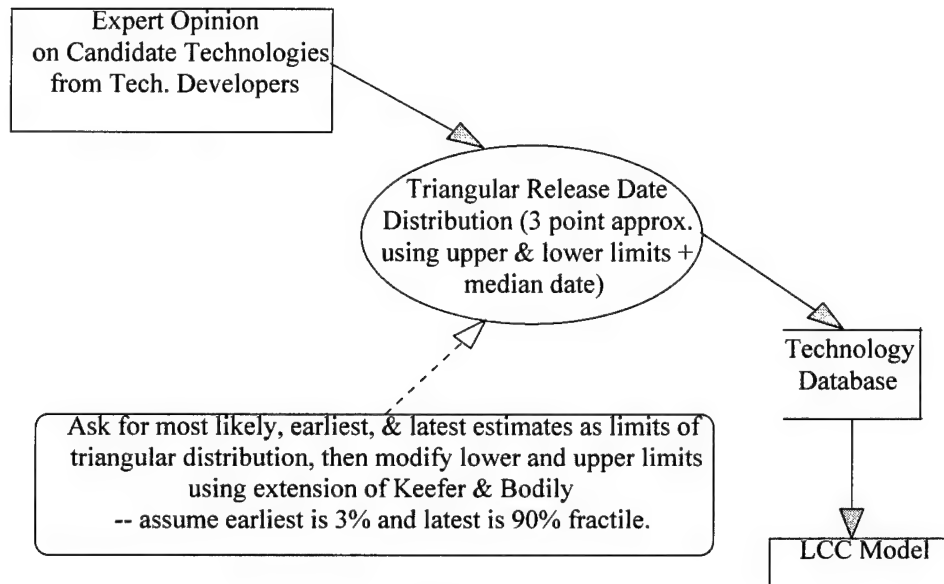 Expert Opinion
on Candidate Technologies
from Tech. Developers
Triangular Release Date
Distribution (3 point approx.
using upper & lower limits +
median date)
Technology
Database
Ask for most likely, earliest, & latest estimates as limits of
triangular distribution, then modify lower and upper limits
using extension of Keefer & Bodily
-- assume earliest is 3% and latest is 90% fractile.
LCC Model